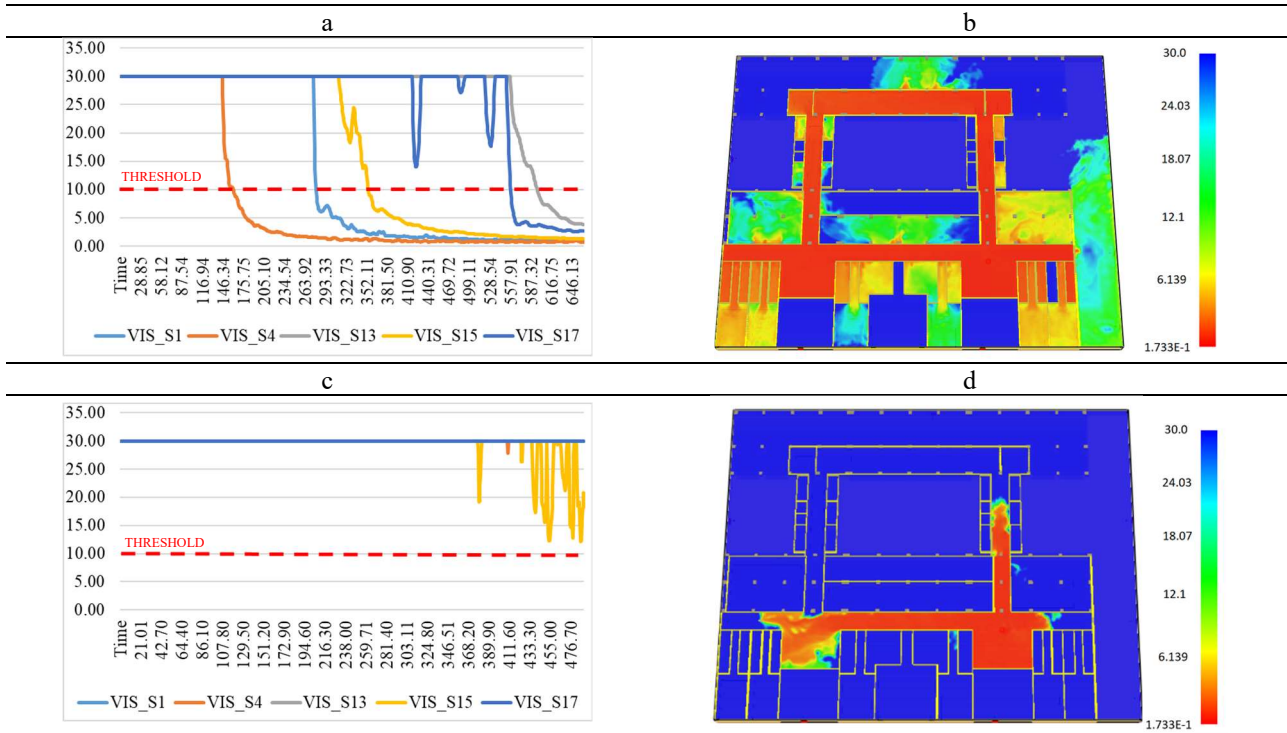 a
b
35.00
30.00
25.00
20.00
15.00
10.00
5.00
0.00
THRESHOLD
Time 28.85 58.12 87.54 116.94 146.34 175.75 205.10 234.54 263.92 293.33 322.73 352.11 381.50 410.90 440.31 469.72 499.11 528.54 557.91 587.32 616.75 646.13
VIS_S1 VIS_S4 VIS_S13 VIS_S15 VIS_S17
30.0
24.03
18.07
12.1
6.139
1.733E-1
c
d
35.00
30.00
25.00
20.00
15.00
10.00
5.00
0.00
THRESHOLD
Time 21.01 42.70 64.40 86.10 107.80 129.50 151.20 172.90 194.60 216.30 238.00 259.71 281.40 303.11 324.80 346.51 368.20 389.90 411.60 433.30 455.00 476.70
VIS_S1 VIS_S4 VIS_S13 VIS_S15 VIS_S17
30.0
24.03
18.07
12.1
6.139
1.733E-1